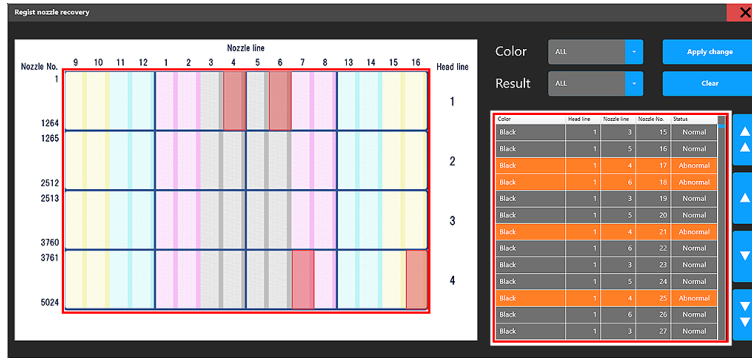 Regist nozzle recovery
Nozzle line
Nozzle No. 9 10 11 12 1 2 3 4 5 6 7 8 13 14 15 16 Head line
1
1264
1
1265
2512
2
2513
3760
3
3761
5024
4
Color ALL Apply change
Result ALL Clear
Color Head line Nozzle line Nozzle No. Status
Black 1 3 15 Normal
Black 1 5 16 Normal
Black 1 4 17 Abnormal
Black 1 6 18 Abnormal
Black 1 3 19 Normal
Black 1 5 20 Normal
Black 1 4 21 Abnormal
Black 1 6 22 Normal
Black 1 3 23 Normal
Black 1 5 24 Normal
Black 1 4 25 Abnormal
Black 1 6 26 Normal
Black 1 3 27 Normal